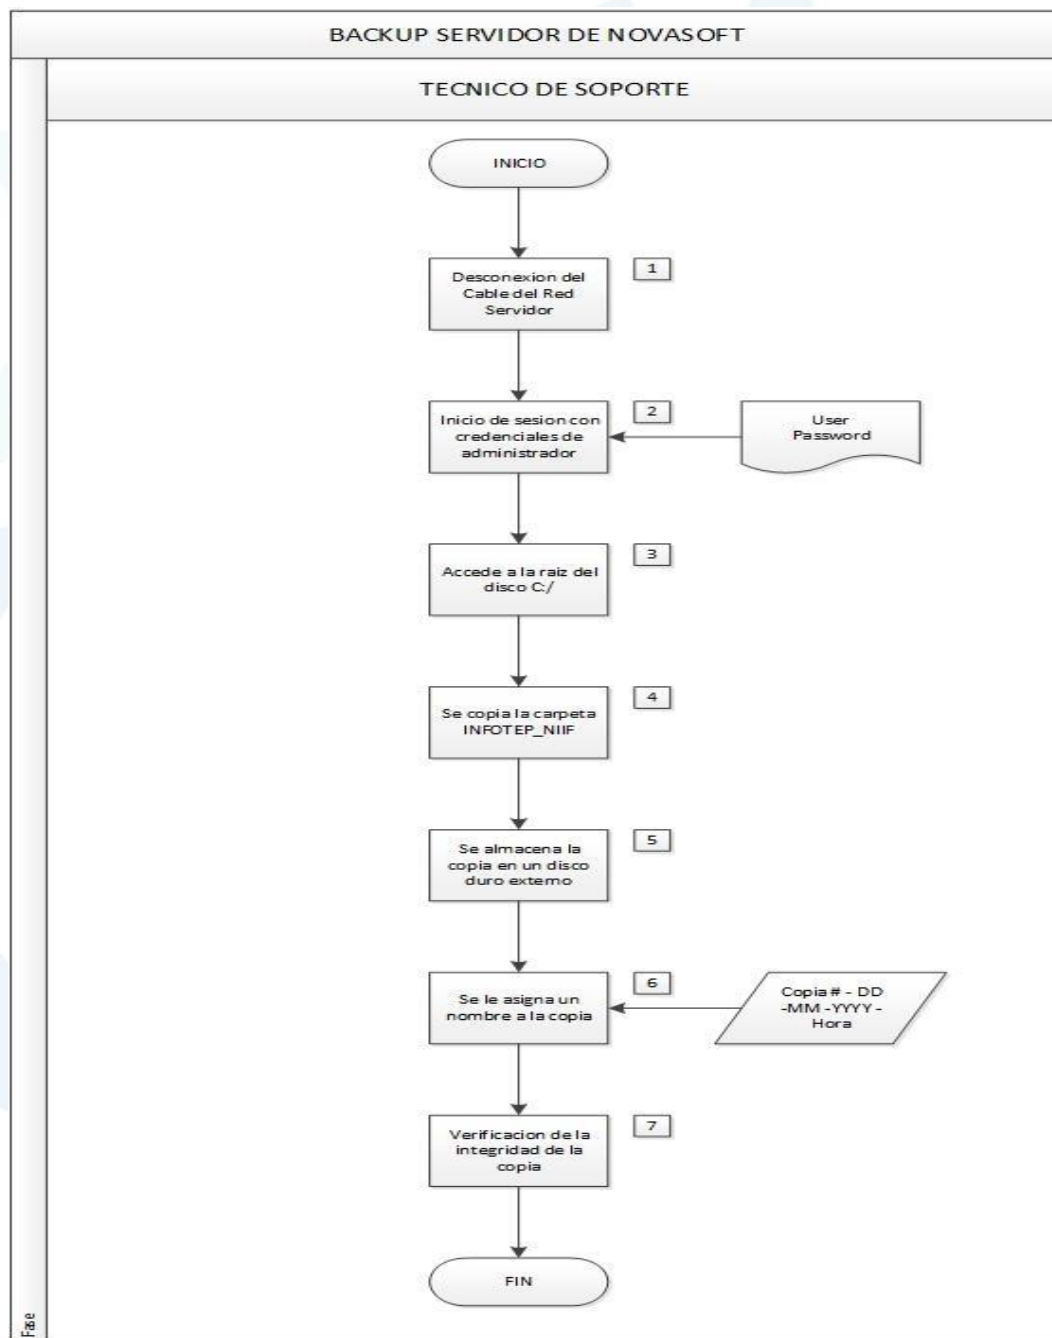 BACKUP SERVIDOR DE NOVASOFT
TECNICO DE SOPORTE
INICIO
1
Desconexion del
Cable del Red
Servidor
2
Inicio de sesion con
credenciales de
administrador
User
Password
3
Accede a la raiz del
disco C:/
4
Se copia la carpeta
INFOTEP_NIIF
5
Se almacena la
copia en un disco
duro externo
6
Se le asigna un
nombre a la copia
Copia # - DD
-MM -YYYY -
Hora
7
Verificacion de la
integridad de la
copia
FIN
Fase